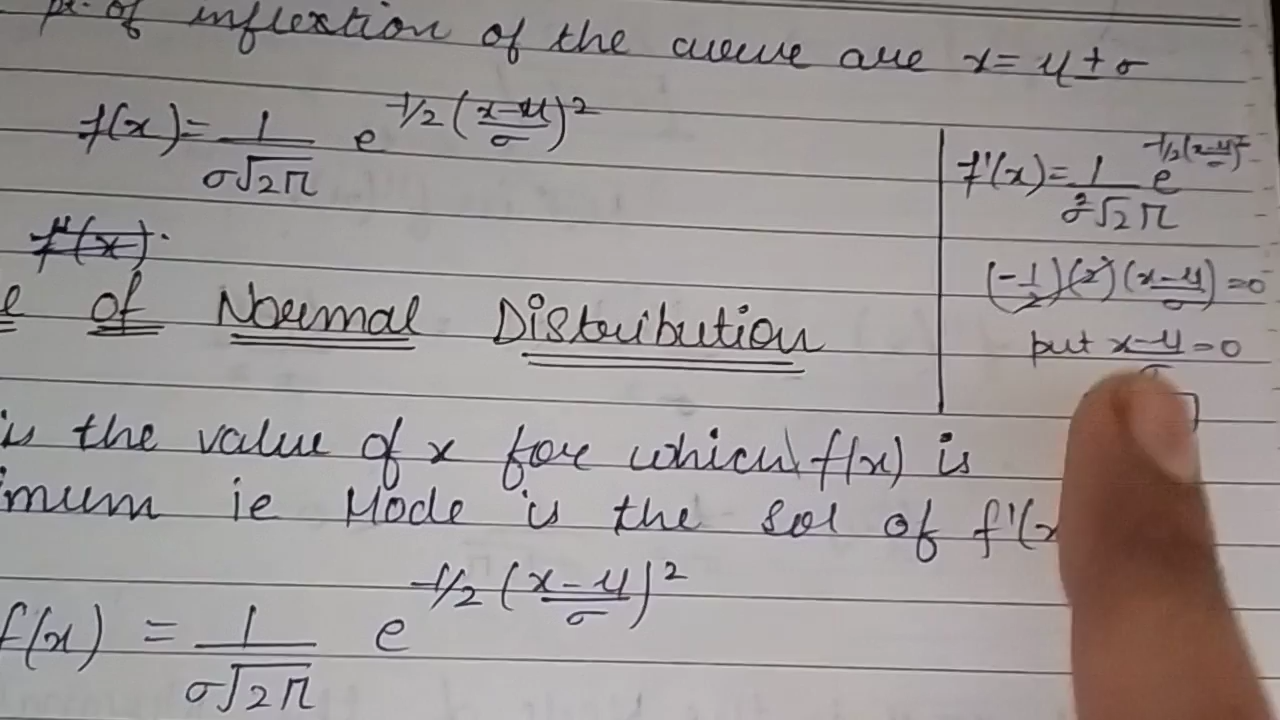 pt. of inflextion of the curve are x = μ ± σ
f(x) = 1/σ√2π e^-1/2 (x-μ/σ)²
f''(x).
e of Normal Distribution
is the value of x for which f(x) is
imum ie Mode is the sol of f'(x
f(x) = 1/σ√2π e^-1/2 (x-μ/σ)²
f'(x) = 1/σ²√2π e^-1/2(x-μ/σ)²
(-1/2)(2)(x-μ/σ) = 0
put x-μ/σ = 0